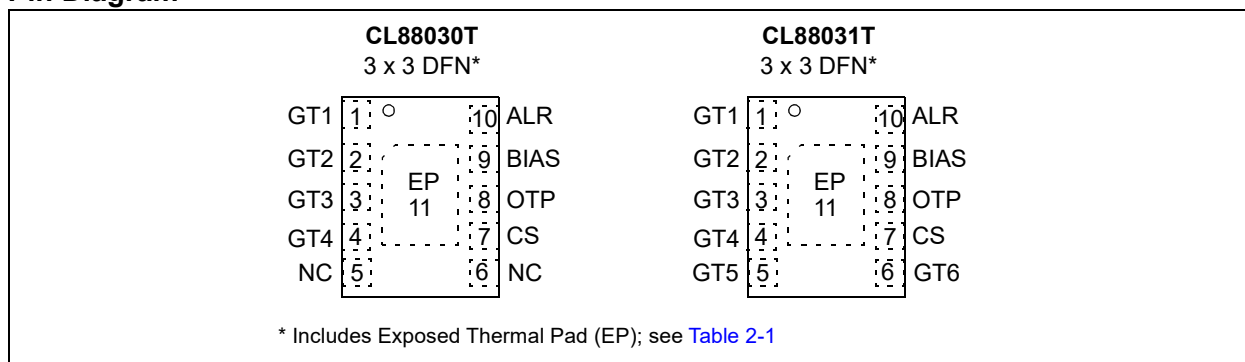 CL88030T
3 x 3 DFN*
GT1 1 10 ALR
GT2 2 9 BIAS
GT3 3 EP 11 8 OTP
GT4 4 7 CS
NC 5 6 NC
CL88031T
3 x 3 DFN*
GT1 1 10 ALR
GT2 2 9 BIAS
GT3 3 EP 11 8 OTP
GT4 4 7 CS
GT5 5 6 GT6
* Includes Exposed Thermal Pad (EP); see Table 2-1